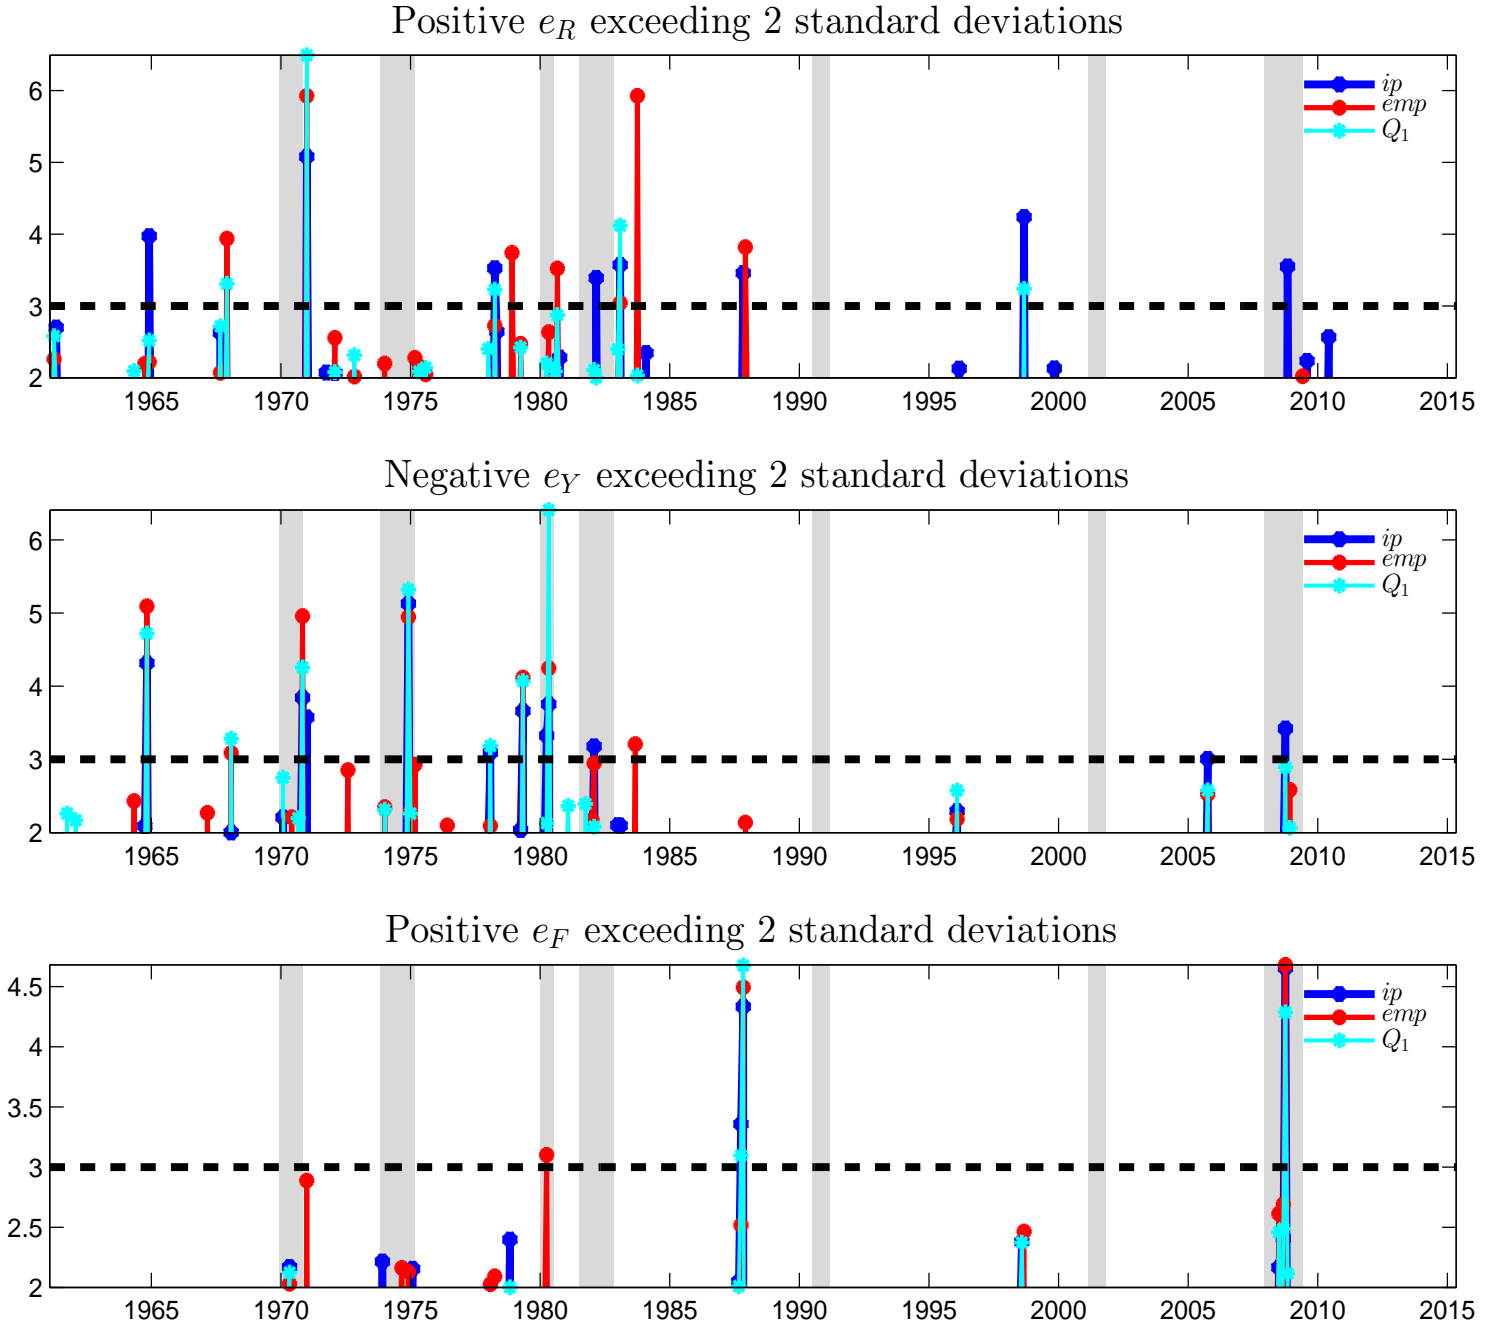 Positive e_R exceeding 2 standard deviations
6
5
4
3
2
ip
emp
Q_1
1965 1970 1975 1980 1985 1990 1995 2000 2005 2010 2015
Negative e_Y exceeding 2 standard deviations
6
5
4
3
2
ip
emp
Q_1
1965 1970 1975 1980 1985 1990 1995 2000 2005 2010 2015
Positive e_F exceeding 2 standard deviations
4.5
4
3.5
3
2.5
2
ip
emp
Q_1
1965 1970 1975 1980 1985 1990 1995 2000 2005 2010 2015